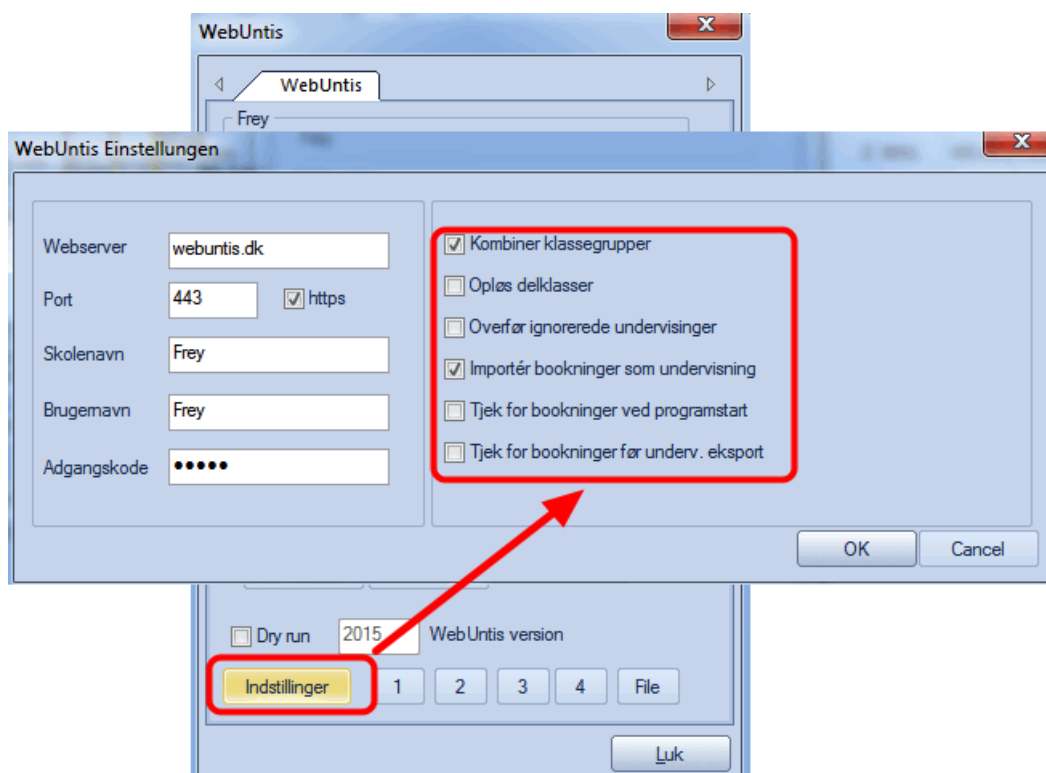 WebUntis
WebUntis
Frey
WebUntis Einstellungen
Webserver
webuntis.dk
Port
443
https
Skolenavn
Frey
Brugernavn
Frey
Adgangskode
•••••
Kombiner klassegrupper
Opløs delklasser
Overfør ignorerede undervisinger
Importér bookninger som undervisning
Tjek for bookninger ved programstart
Tjek for bookninger før underv. eksport
OK
Cancel
Dry run
2015
WebUntis version
Indstillinger
1
2
3
4
File
Luk